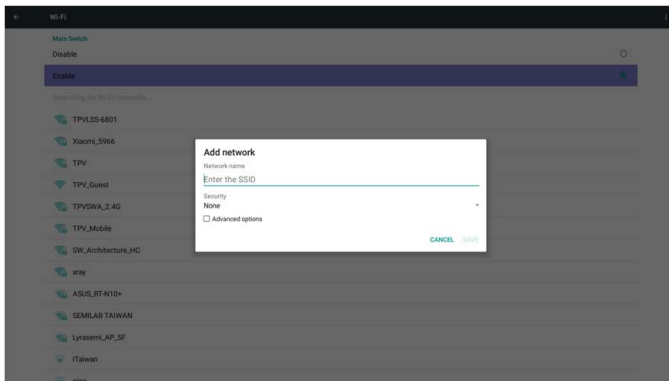 Wi-Fi
Main Switch
Disable
Enable
Searching for Wi-Fi networks...
TPVLSS-6801
Xiaomi_5966
TPV
TPV_Guest
TPVSWA_2.4G
TPV_Mobile
SW_Architecture_HC
xray
ASUS_RT-N10+
SEMILAB TAIWAN
Lyrasemi_AP_5F
iTaiwan
Add network
Network name
Enter the SSID
Security
None
Advanced options
CANCEL SAVE